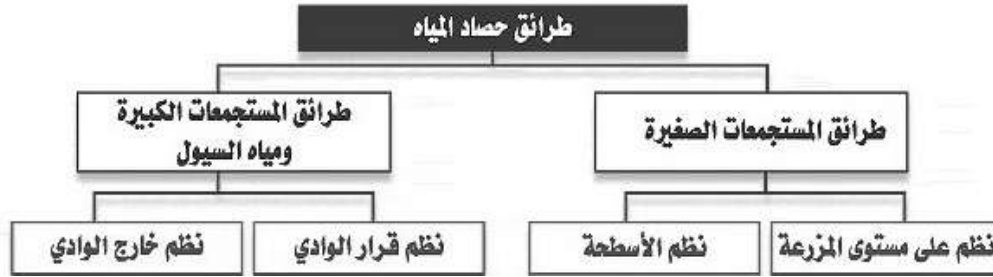 طرائق حصاد المياه
طرائق المستجمعات الصغيرة
طرائق المستجمعات الكبيرة
ومياه السيول
نظم على مستوى المزرعة
نظم الأسطحة
نظم قرار الوادي
نظم خارج الوادي